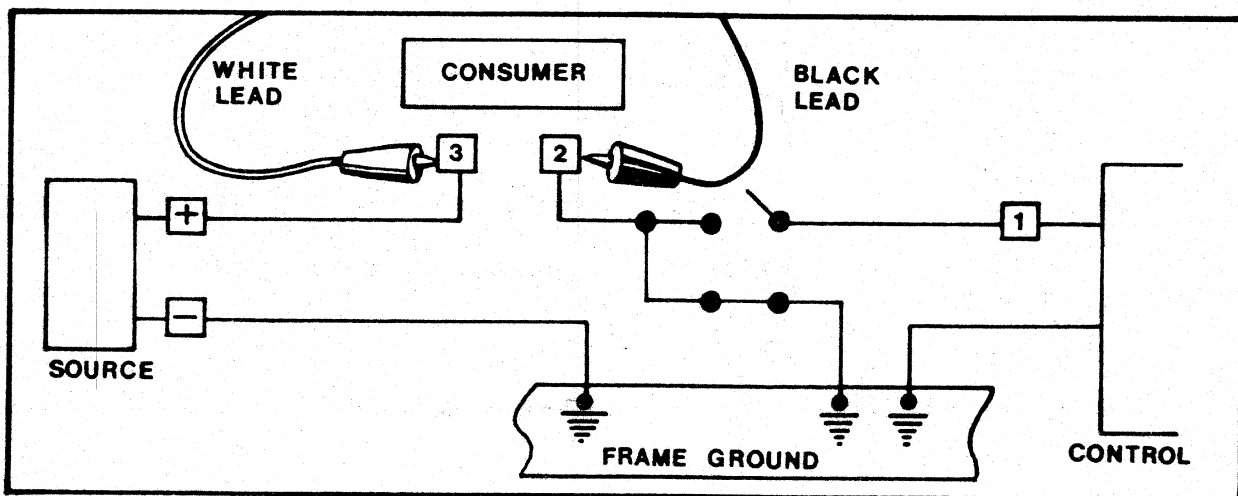 WHITE
LEAD
CONSUMER
BLACK
LEAD
3
2
+
1
−
SOURCE
FRAME GROUND
CONTROL